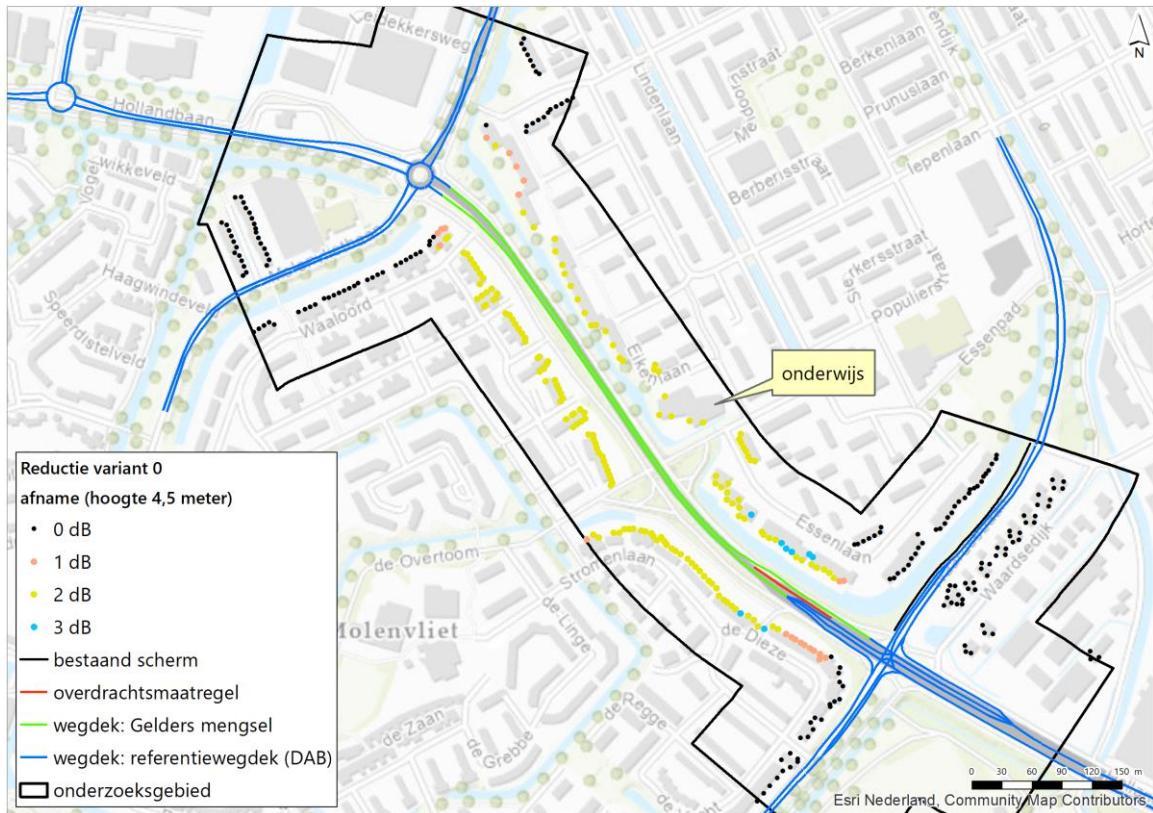 Leidekkersweg
N
Hollandbaan
Lindenlaan
Berkenlaan
Prunuslaan
Iepenlaan
Berberisstraat
wikkeveld
Vogel
Haagwindeveld
Speerdistelveld
Waaloord
Eikenlaan
onderwijs
Populierstraat
Essenpad
Essenlaan
Waardsedijk
de Overtoom
Stromenlaan
de Linge
Molenvliet
de Dieze
de Regge
de Zaan
de Grebbe
Reductie variant 0
afname (hoogte 4,5 meter)
0 dB
1 dB
2 dB
3 dB
bestaand scherm
overdrachtsmaatregel
wegdek: Gelders mengsel
wegdek: referentiewegdek (DAB)
onderzoeksgebied
0 30 60 90 120 150 m
Esri Nederland, Community Map Contributors